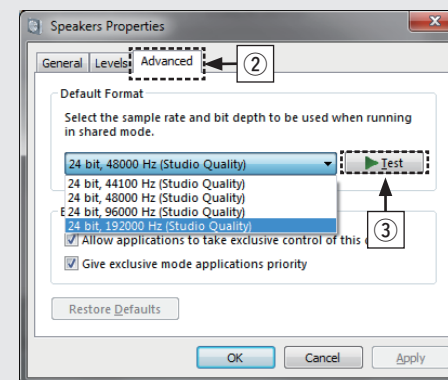 Speakers Properties
General Levels Advanced
②
Default Format
Select the sample rate and bit depth to be used when running
in shared mode.
24 bit, 48000 Hz (Studio Quality)
Test
24 bit, 44100 Hz (Studio Quality)
24 bit, 48000 Hz (Studio Quality)
24 bit, 96000 Hz (Studio Quality)
24 bit, 192000 Hz (Studio Quality)
③
Allow applications to take exclusive control of this
Give exclusive mode applications priority
Restore Defaults
OK Cancel Apply